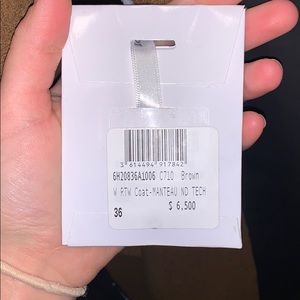 3 614494 917842
6H20836A1006 C710 Brown
W RTW Coat-MANTEAU ND TECH
$ 6,500
36